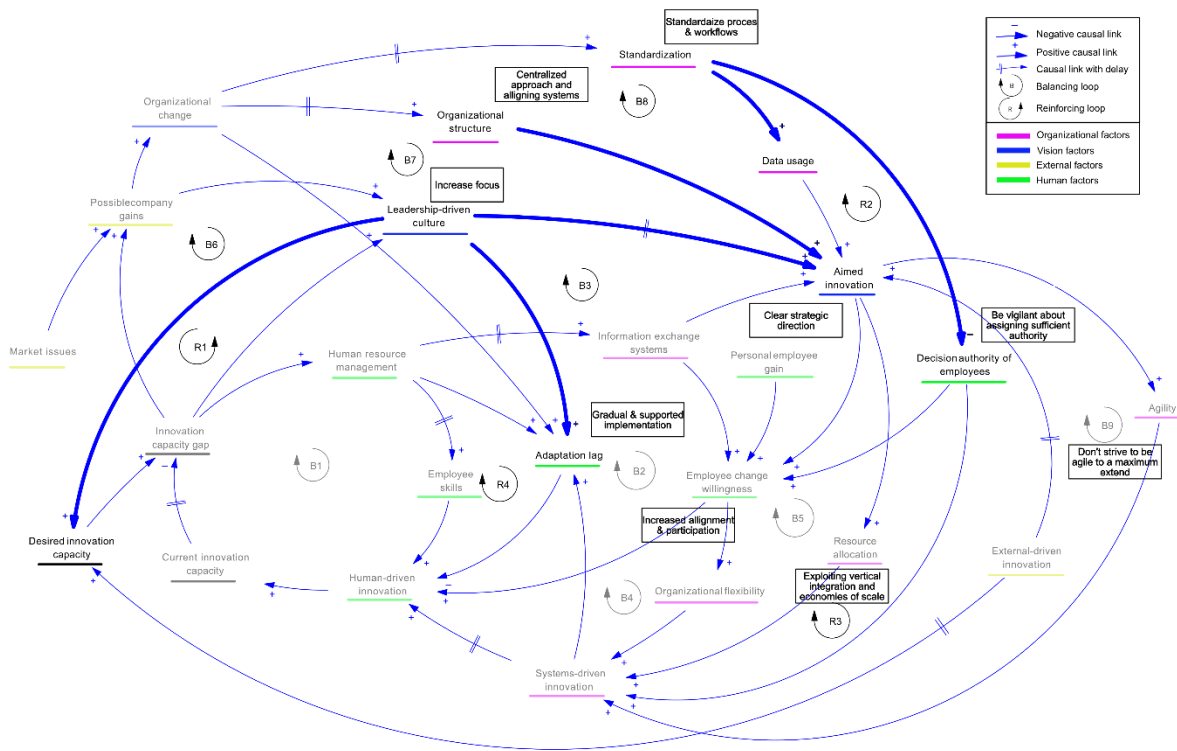 Standardaize proces
& workflows
Standardization
Negative causal link
Positive causal link
Causal link with delay
B
Balancing loop
R
Reinforcing loop
Organizational factors
Vision factors
External factors
Human factors
Centralized
approach and
alligning systems
B8
Organizational
change
Organizational
structure
Data usage
B7
Increase focus
Possiblecompany
gains
Leadership-driven
culture
R2
B6
B3
Aimed
innovation
Clear strategic
direction
Be vigilant about
assigning sufficient
authority
Market issues
R1
Human resource
management
Information exchange
systems
Personal employee
gain
Decision authority of
employees
Agility
Innovation
capacity gap
Gradual & supported
implementation
B9
Don't strive to be
agile to a maximum
extend
B1
Employee
skills
R4
Adaptation lag
B2
Employee change
willingness
B5
Increased allignment
& participation
Desired innovation
capacity
Current innovation
capacity
Resource
allocation
External-driven
innovation
Human-driven
innovation
B4
Organizational flexibility
Exploiting vertical
integration and
economies of scale
R3
Systems-driven
innovation